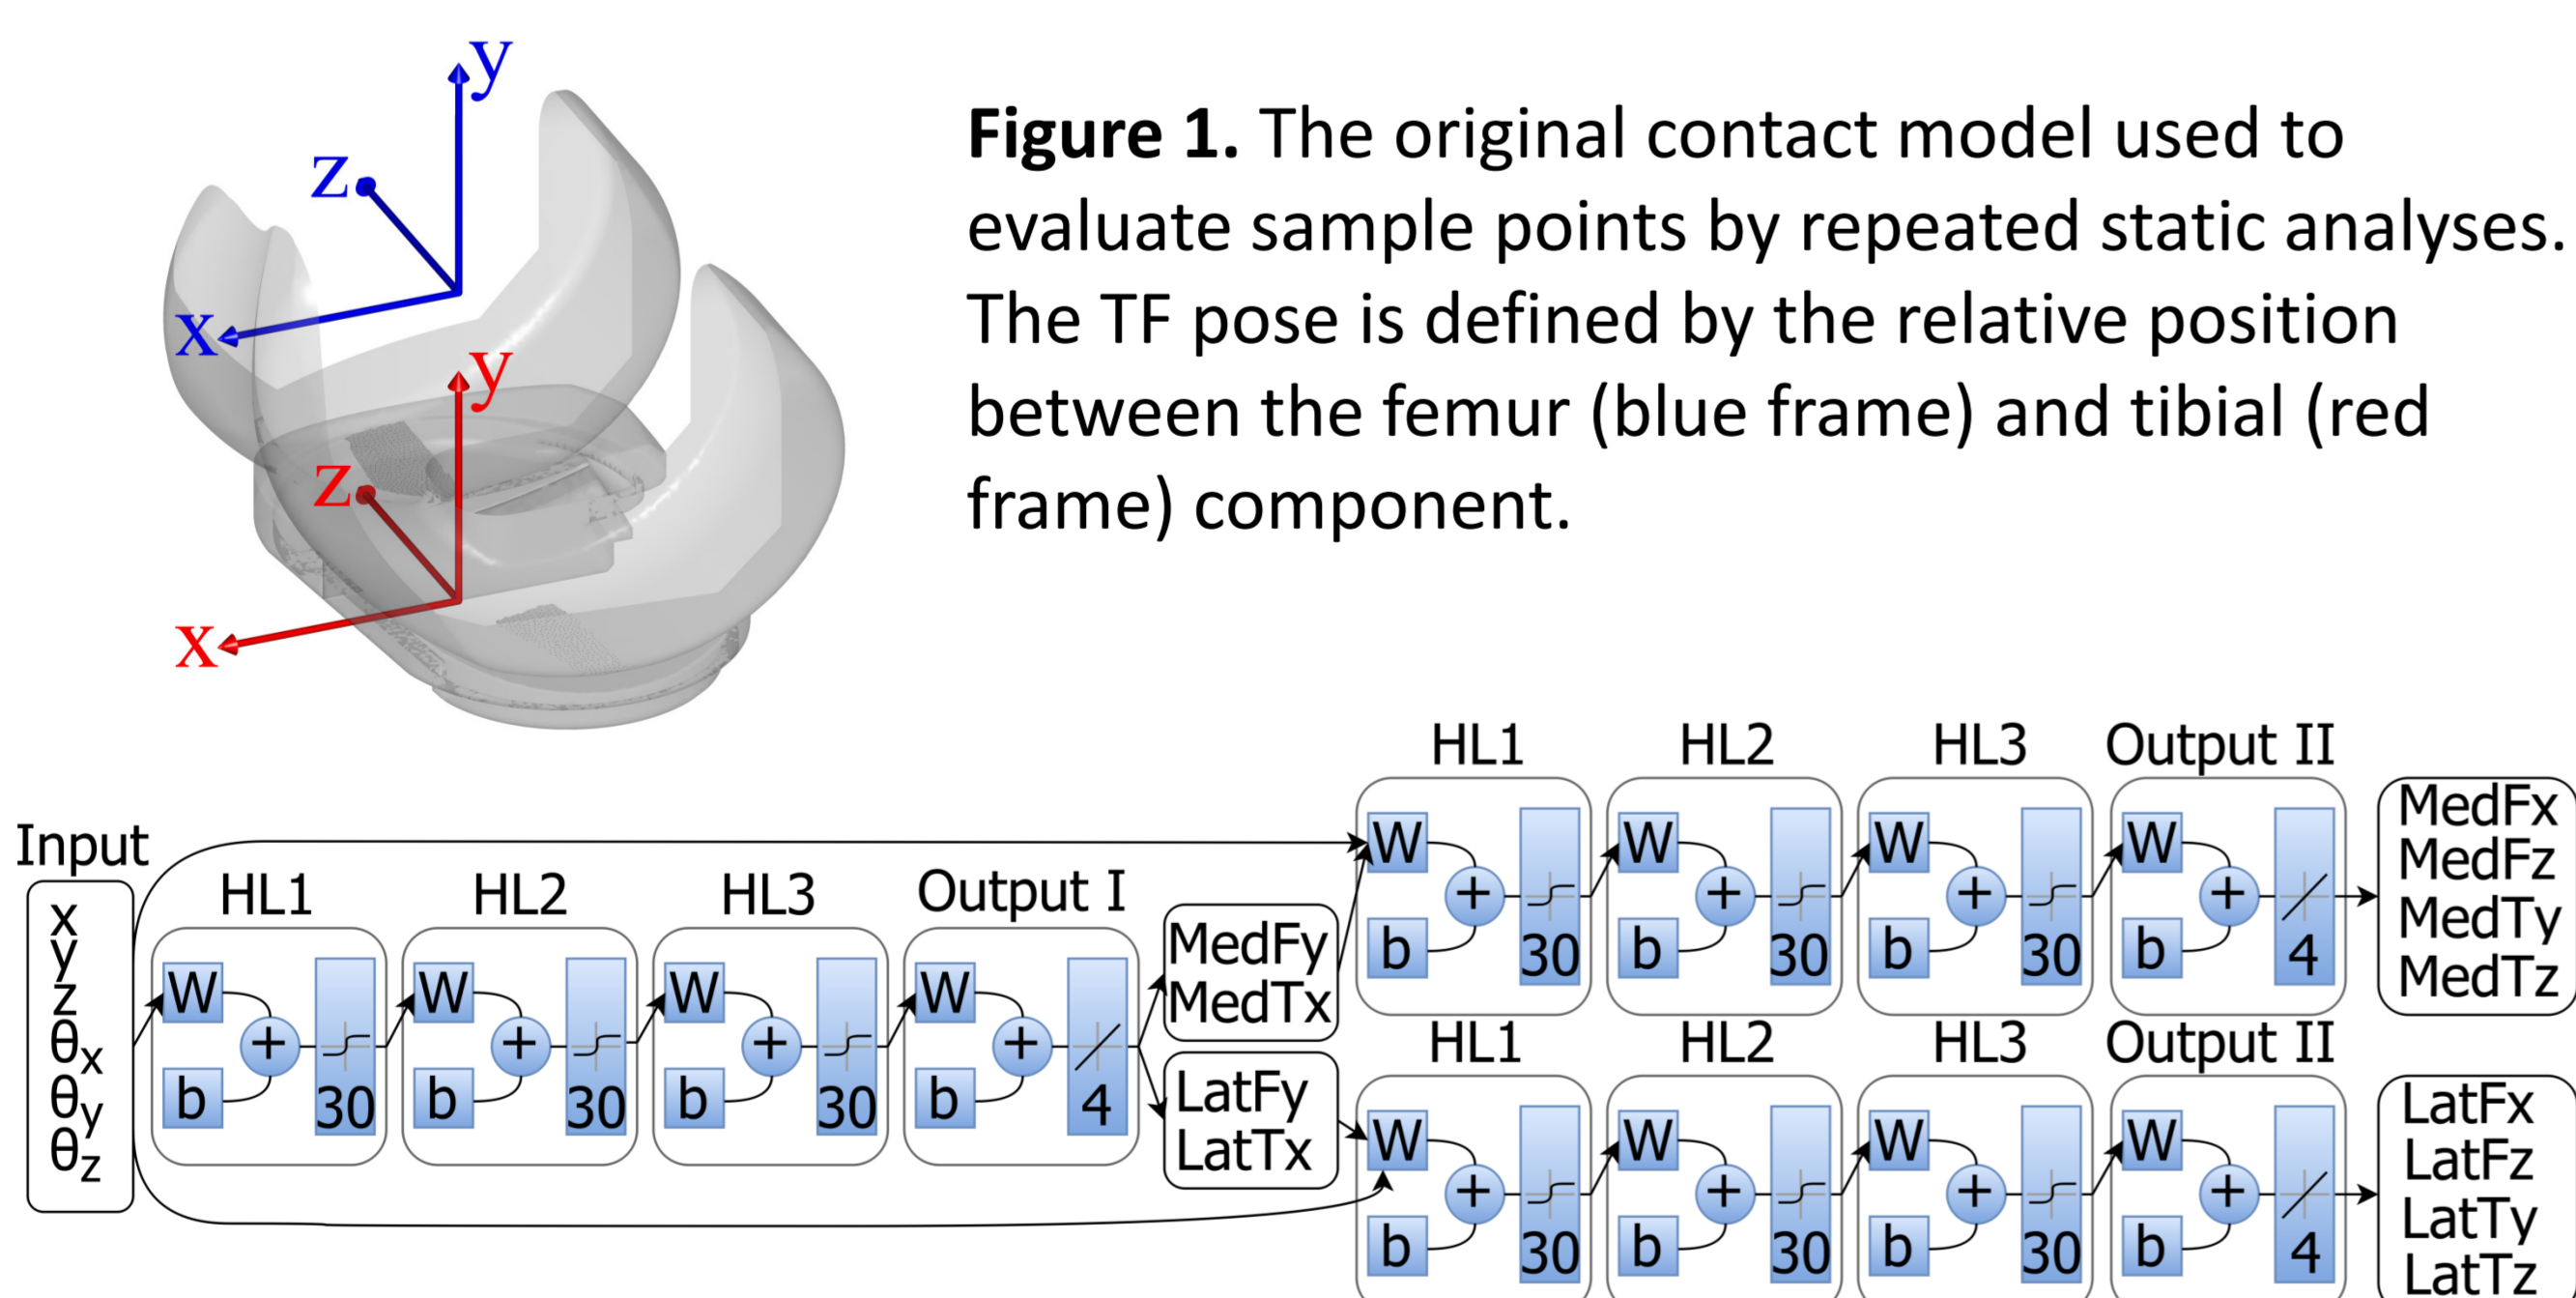 y
z
x
y
z
x
Figure 1. The original contact model used to
evaluate sample points by repeated static analyses.
The TF pose is defined by the relative position
between the femur (blue frame) and tibial (red
frame) component.
Input
x
y
z
θx
θy
θz
HL1 HL2 HL3 Output I
W b + 30
W b + 30
W b + 30
W b + 4
MedFy
MedTx
LatFy
LatTx
HL1 HL2 HL3 Output II
W b + 30
W b + 30
W b + 30
W b + 4
MedFx
MedFz
MedTy
MedTz
HL1 HL2 HL3 Output II
W b + 30
W b + 30
W b + 30
W b + 4
LatFx
LatFz
LatTy
LatTz